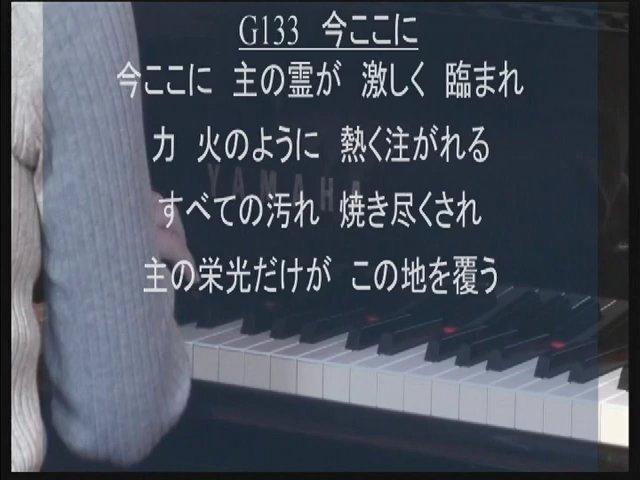 G133　今ここに
今ここに　主の霊が　激しく　臨まれ
力　火のように　熱く注がれる
YAMAHA
すべての汚れ　焼き尽くされ
主の栄光だけが　この地を覆う